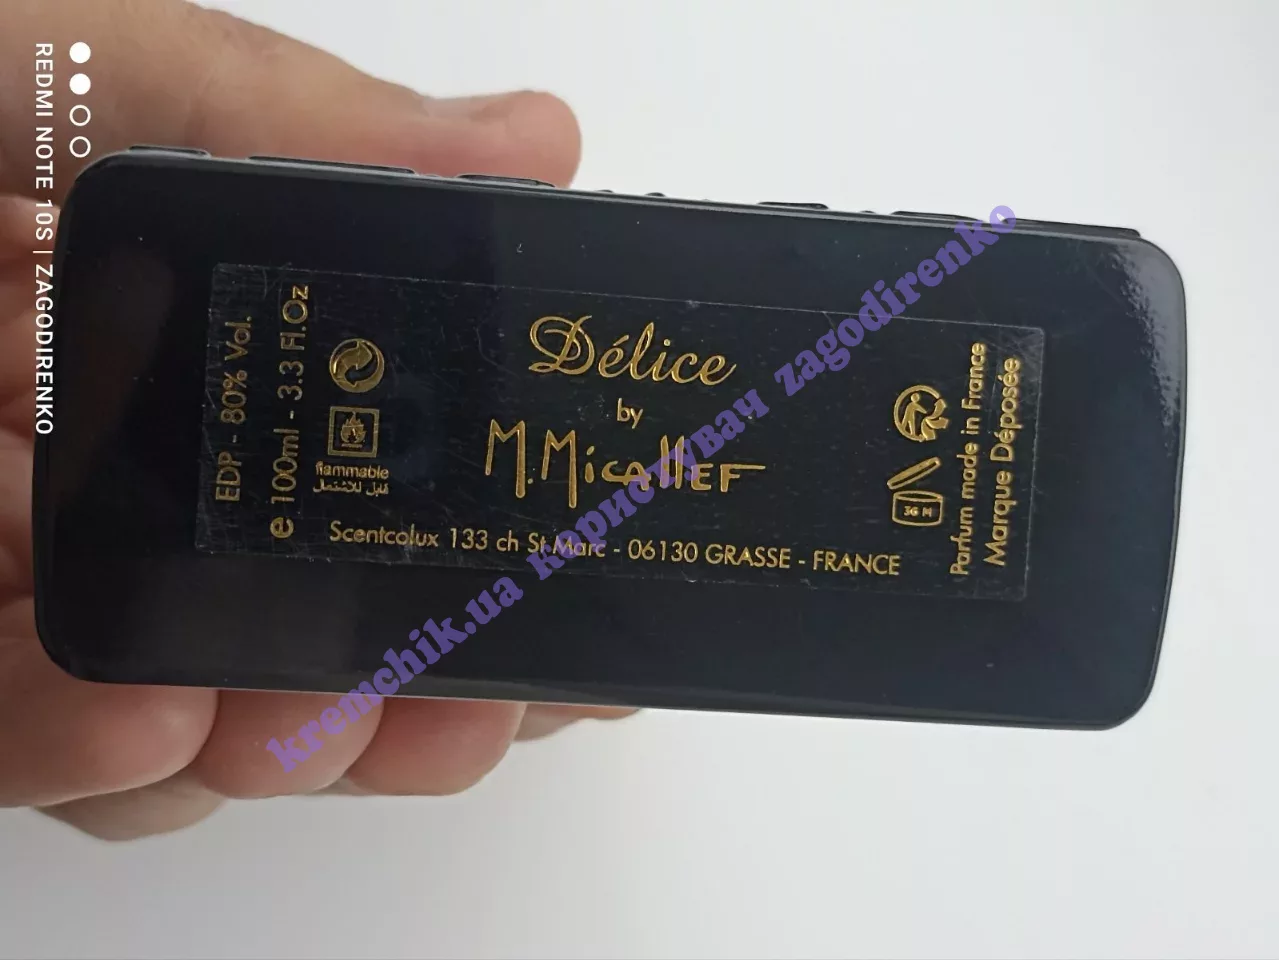 EDP - 80% Vol.
e 100ml - 3.3 Fl.Oz
flammable
قابل للاشتعال
Délice
by
M.Micallef
Scentcolux 133 ch St Marc - 06130 GRASSE - FRANCE
36 M
Parfum made in France
Marque Déposée
kremchik.ua користувач zagodirenko
REDMI NOTE 10S | ZAGODIRENKO